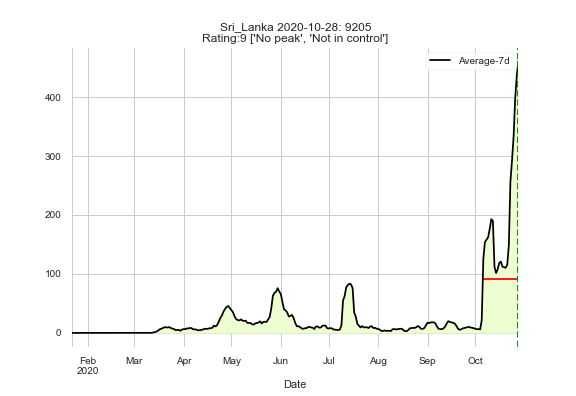 Sri_Lanka 2020-10-28: 9205
Rating:9 ['No peak', 'Not in control']
Average-7d
400
300
200
100
0
Feb Mar Apr May Jun Jul Aug Sep Oct
2020
Date